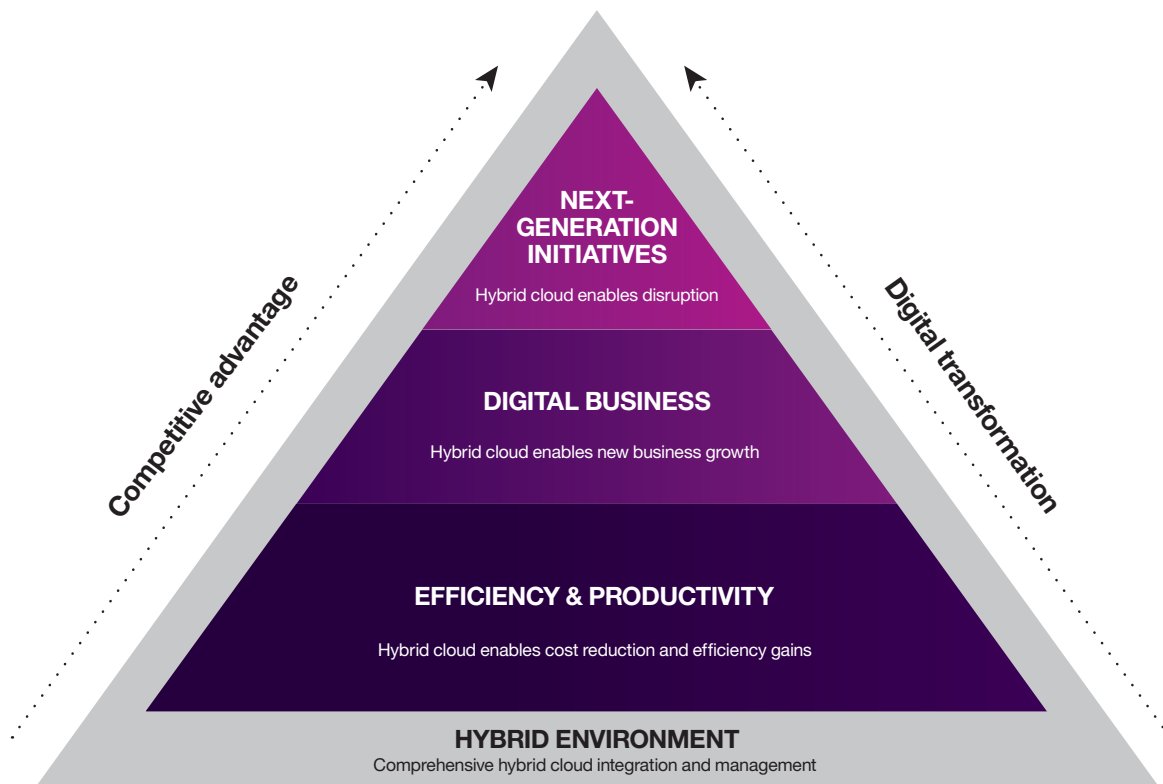 NEXT-
GENERATION
INITIATIVES
Hybrid cloud enables disruption
Competitive advantage
Digital transformation
DIGITAL BUSINESS
Hybrid cloud enables new business growth
EFFICIENCY & PRODUCTIVITY
Hybrid cloud enables cost reduction and efficiency gains
HYBRID ENVIRONMENT
Comprehensive hybrid cloud integration and management